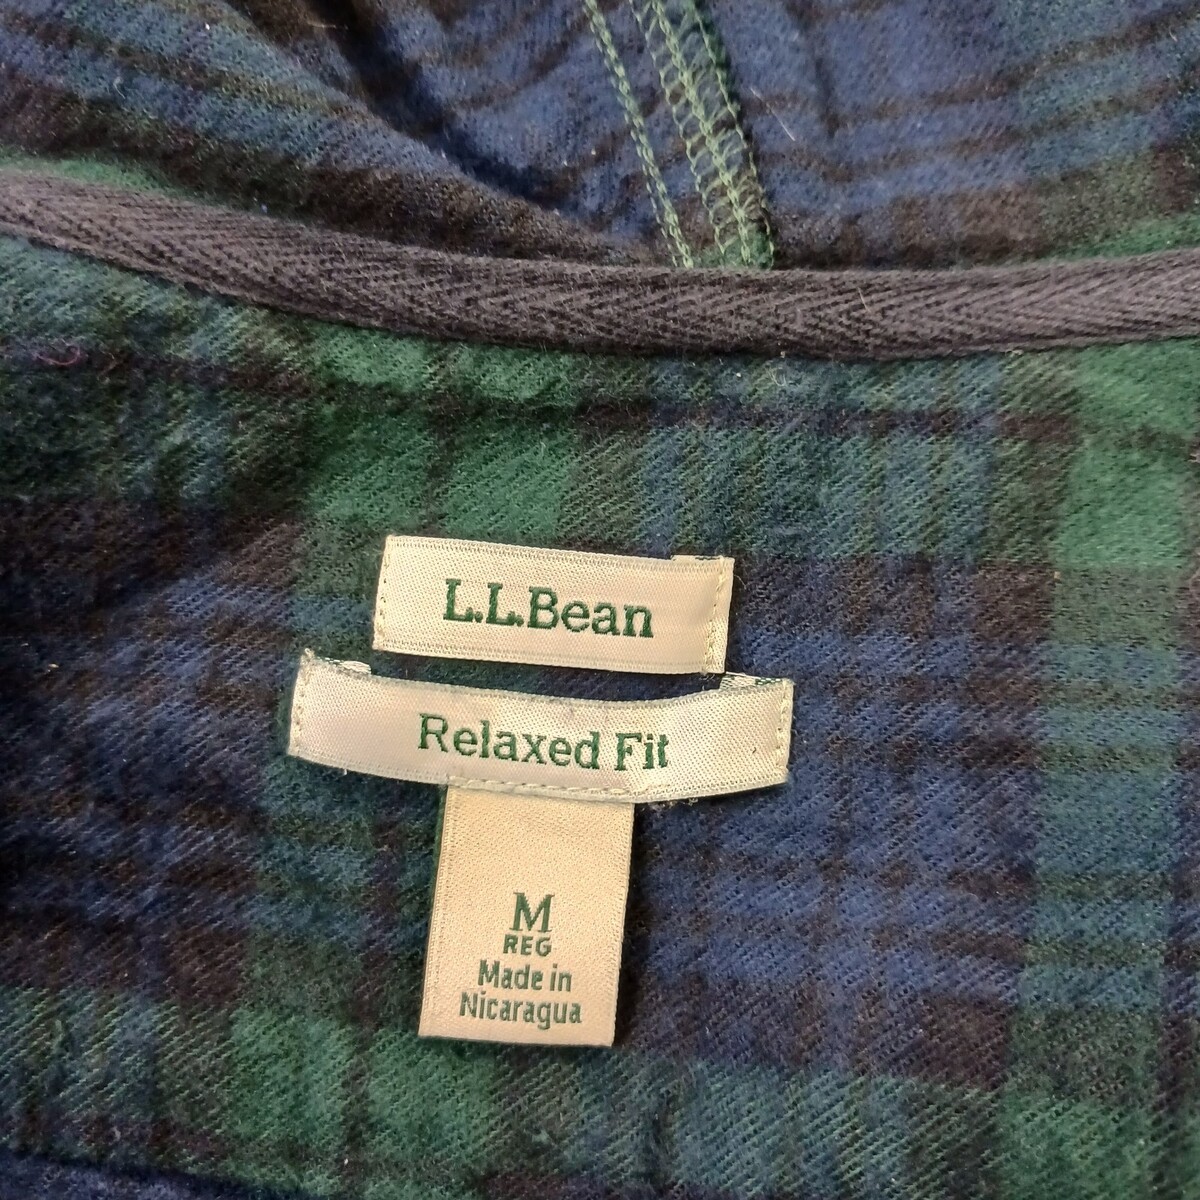 L.L.Bean
Relaxed Fit
M
REG
Made in
Nicaragua